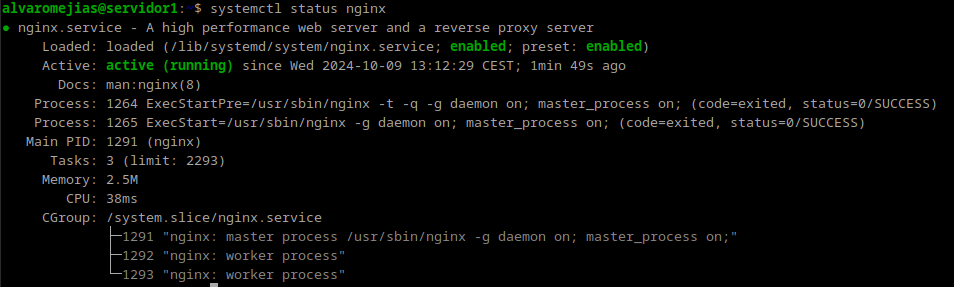 alvaromejias@servidor1:~$ systemctl status nginx
● nginx.service - A high performance web server and a reverse proxy server
     Loaded: loaded (/lib/systemd/system/nginx.service; enabled; preset: enabled)
     Active: active (running) since Wed 2024-10-09 13:12:29 CEST; 1min 49s ago
       Docs: man:nginx(8)
    Process: 1264 ExecStartPre=/usr/sbin/nginx -t -q -g daemon on; master_process on; (code=exited, status=0/SUCCESS)
    Process: 1265 ExecStart=/usr/sbin/nginx -g daemon on; master_process on; (code=exited, status=0/SUCCESS)
   Main PID: 1291 (nginx)
      Tasks: 3 (limit: 2293)
     Memory: 2.5M
        CPU: 38ms
     CGroup: /system.slice/nginx.service
             ├─1291 "nginx: master process /usr/sbin/nginx -g daemon on; master_process on;"
             ├─1292 "nginx: worker process"
             └─1293 "nginx: worker process"